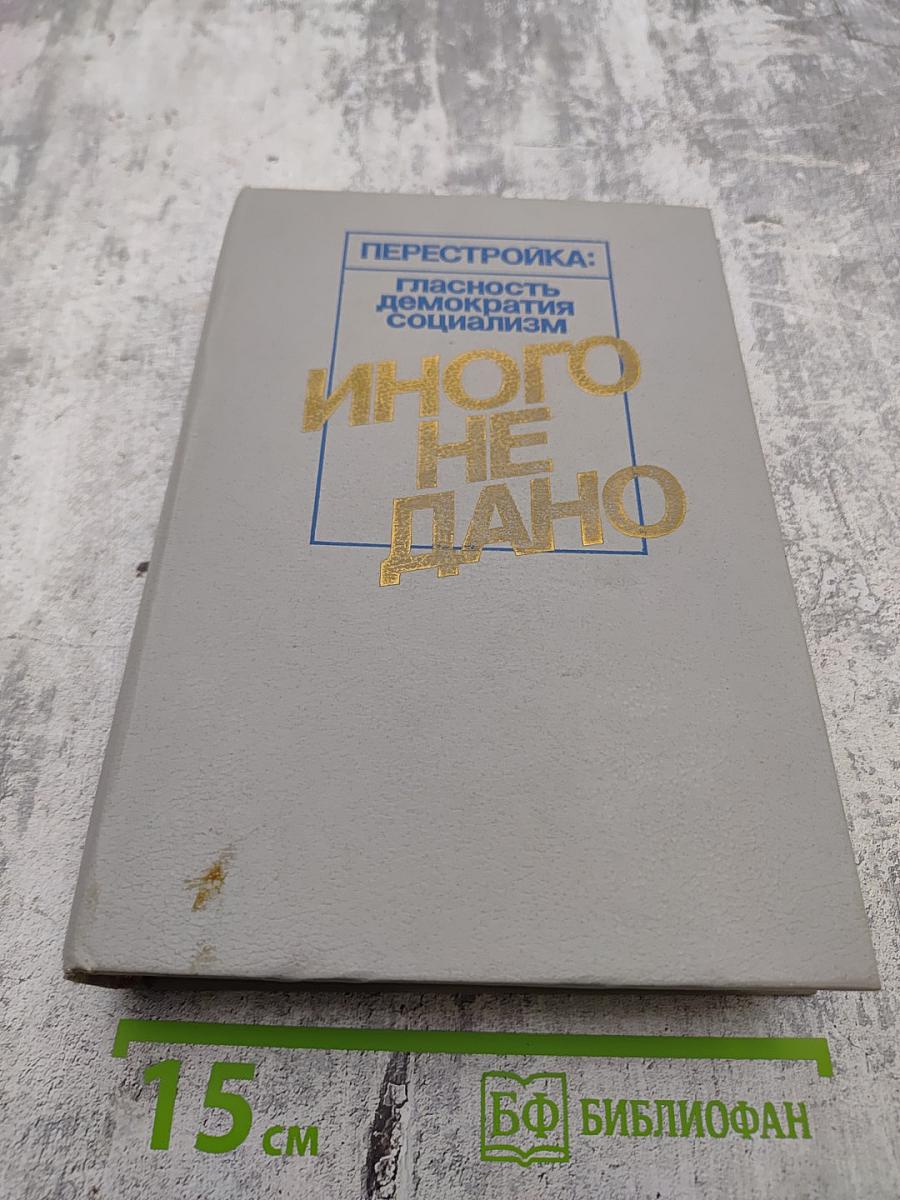 ПЕРЕСТРОЙКА:
гласность
демократия
социализм
ИНОГО
НЕ
ДАНО
15 см
БФ БИБЛИОФАН